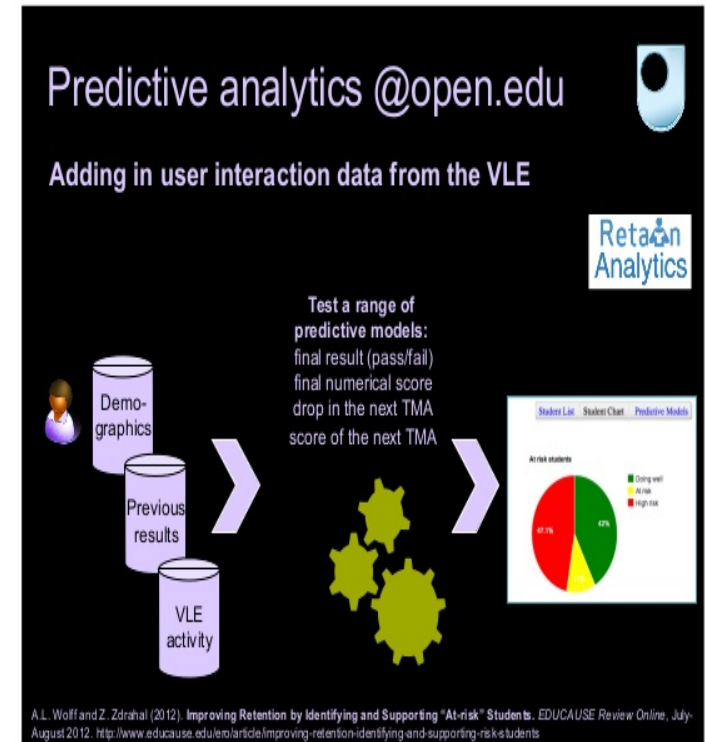 Predictive analytics @open.edu
Adding in user interaction data from the VLE
Retain
Analytics
Test a range of
predictive models:
final result (pass/fail)
final numerical score
drop in the next TMA
score of the next TMA
Demo-
graphics
Previous
results
VLE
activity
Student List Student Chart Predictive Models
At risk students
Doing well
At risk
High risk
47.1%
42%
A.L. Wolff and Z. Zdrahal (2012). Improving Retention by Identifying and Supporting "At-risk" Students. EDUCAUSE Review Online, July-
August 2012. http://www.educause.edu/ero/article/improving-retention-identifying-and-supporting-risk-students